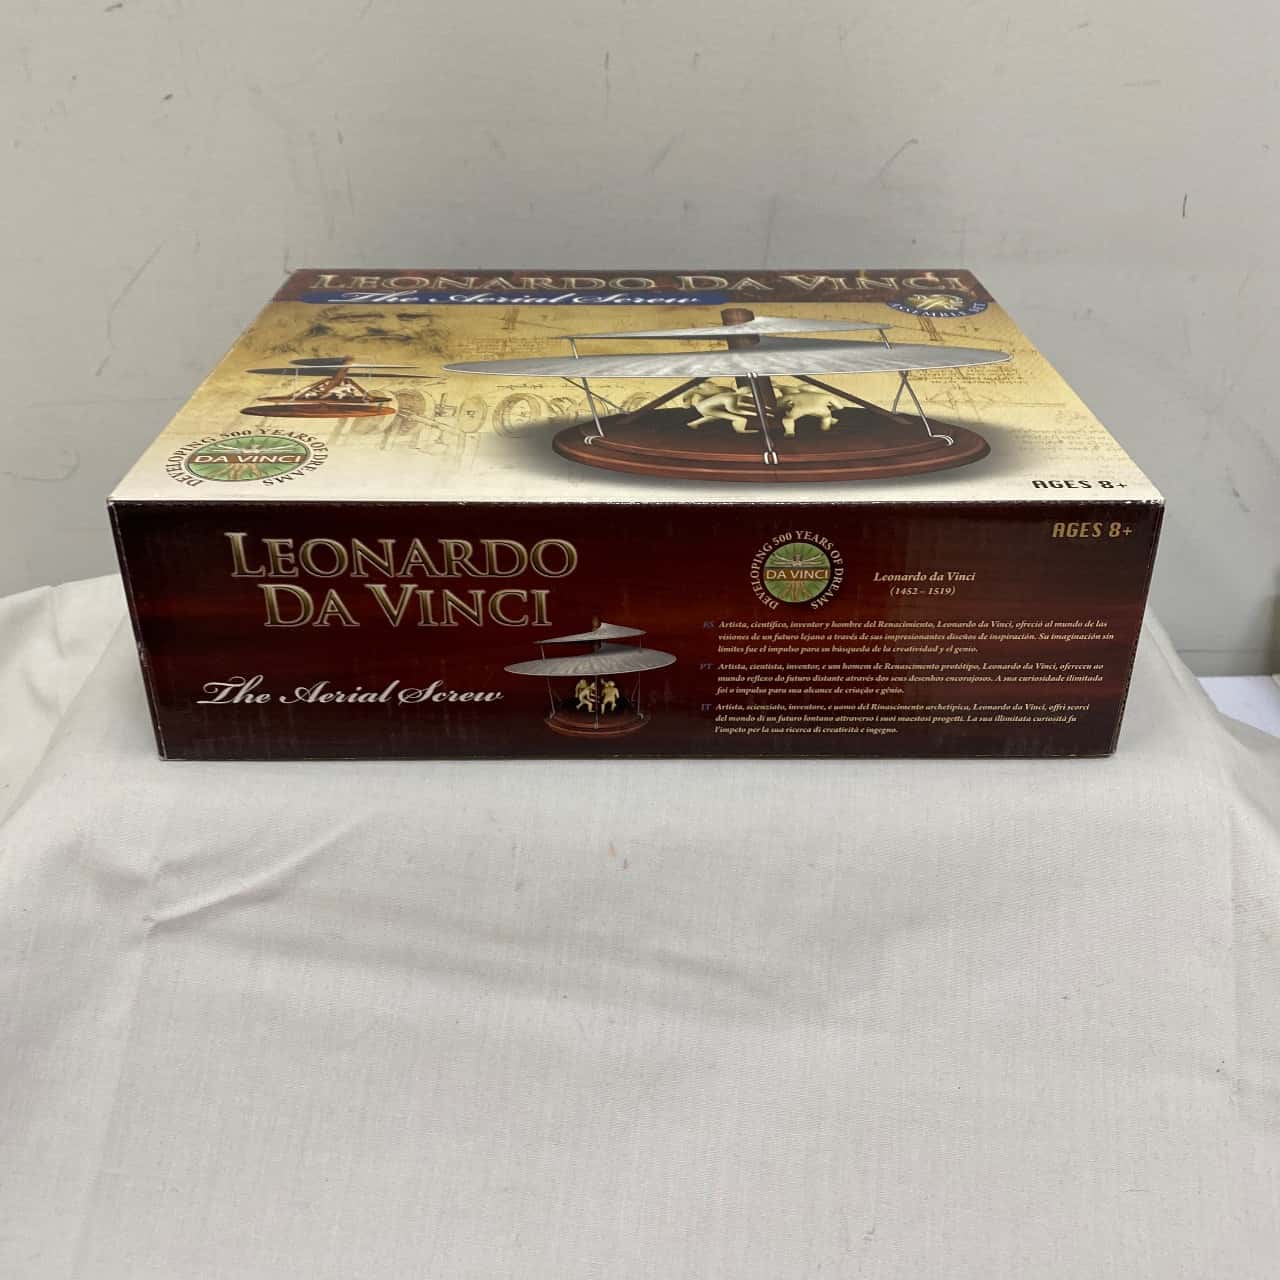 LEONARDO DA VINCI
The Aerial Screw
ASSEMBLE SET
DEVELOPING 500 YEARS OF DREAMS
DA VINCI
AGES 8+
LEONARDO
DA VINCI
The Aerial Screw
DEVELOPING 500 YEARS OF DREAMS
DA VINCI
AGES 8+
Leonardo da Vinci
(1452 - 1519)
ES Artista, científico, inventor y hombre del Renacimiento, Leonardo da Vinci, ofreció al mundo de las
visiones de un futuro lejano a través de sus impresionantes diseños de inspiración. Su imaginación sin
límites fue el impulso para su búsqueda de la creatividad y el genio.
PT Artista, cientista, inventor, e um homem de Renascimento protótipo, Leonardo da Vinci, oferecen ao
mundo reflexo do futuro distante através dos seus desenhos encorajosos. A sua curiosidade ilimitada
foi o impulso para sua alcance de criação e génio.
IT Artista, scienziato, inventore, e uomo del Rinascimento archetipica, Leonardo da Vinci, offrì scorci
del mondo di un futuro lontano attraverso i suoi maestosi progetti. La sua illimitata curiosità fu
l'impeto per la sua ricerca di creatività e ingegno.